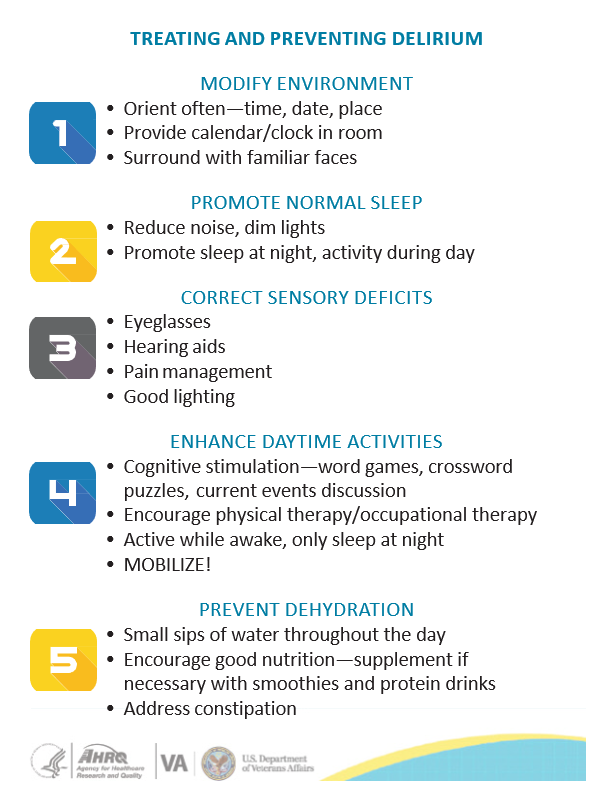 TREATING AND PREVENTING DELIRIUM
MODIFY ENVIRONMENT
1
• Orient often—time, date, place
• Provide calendar/clock in room
• Surround with familiar faces
PROMOTE NORMAL SLEEP
2
• Reduce noise, dim lights
• Promote sleep at night, activity during day
CORRECT SENSORY DEFICITS
3
• Eyeglasses
• Hearing aids
• Pain management
• Good lighting
ENHANCE DAYTIME ACTIVITIES
4
• Cognitive stimulation—word games, crossword
puzzles, current events discussion
• Encourage physical therapy/occupational therapy
• Active while awake, only sleep at night
• MOBILIZE!
PREVENT DEHYDRATION
5
• Small sips of water throughout the day
• Encourage good nutrition—supplement if
necessary with smoothies and protein drinks
• Address constipation
AHRQ
Agency for Healthcare
Research and Quality
VA
U.S. Department
of Veterans Affairs